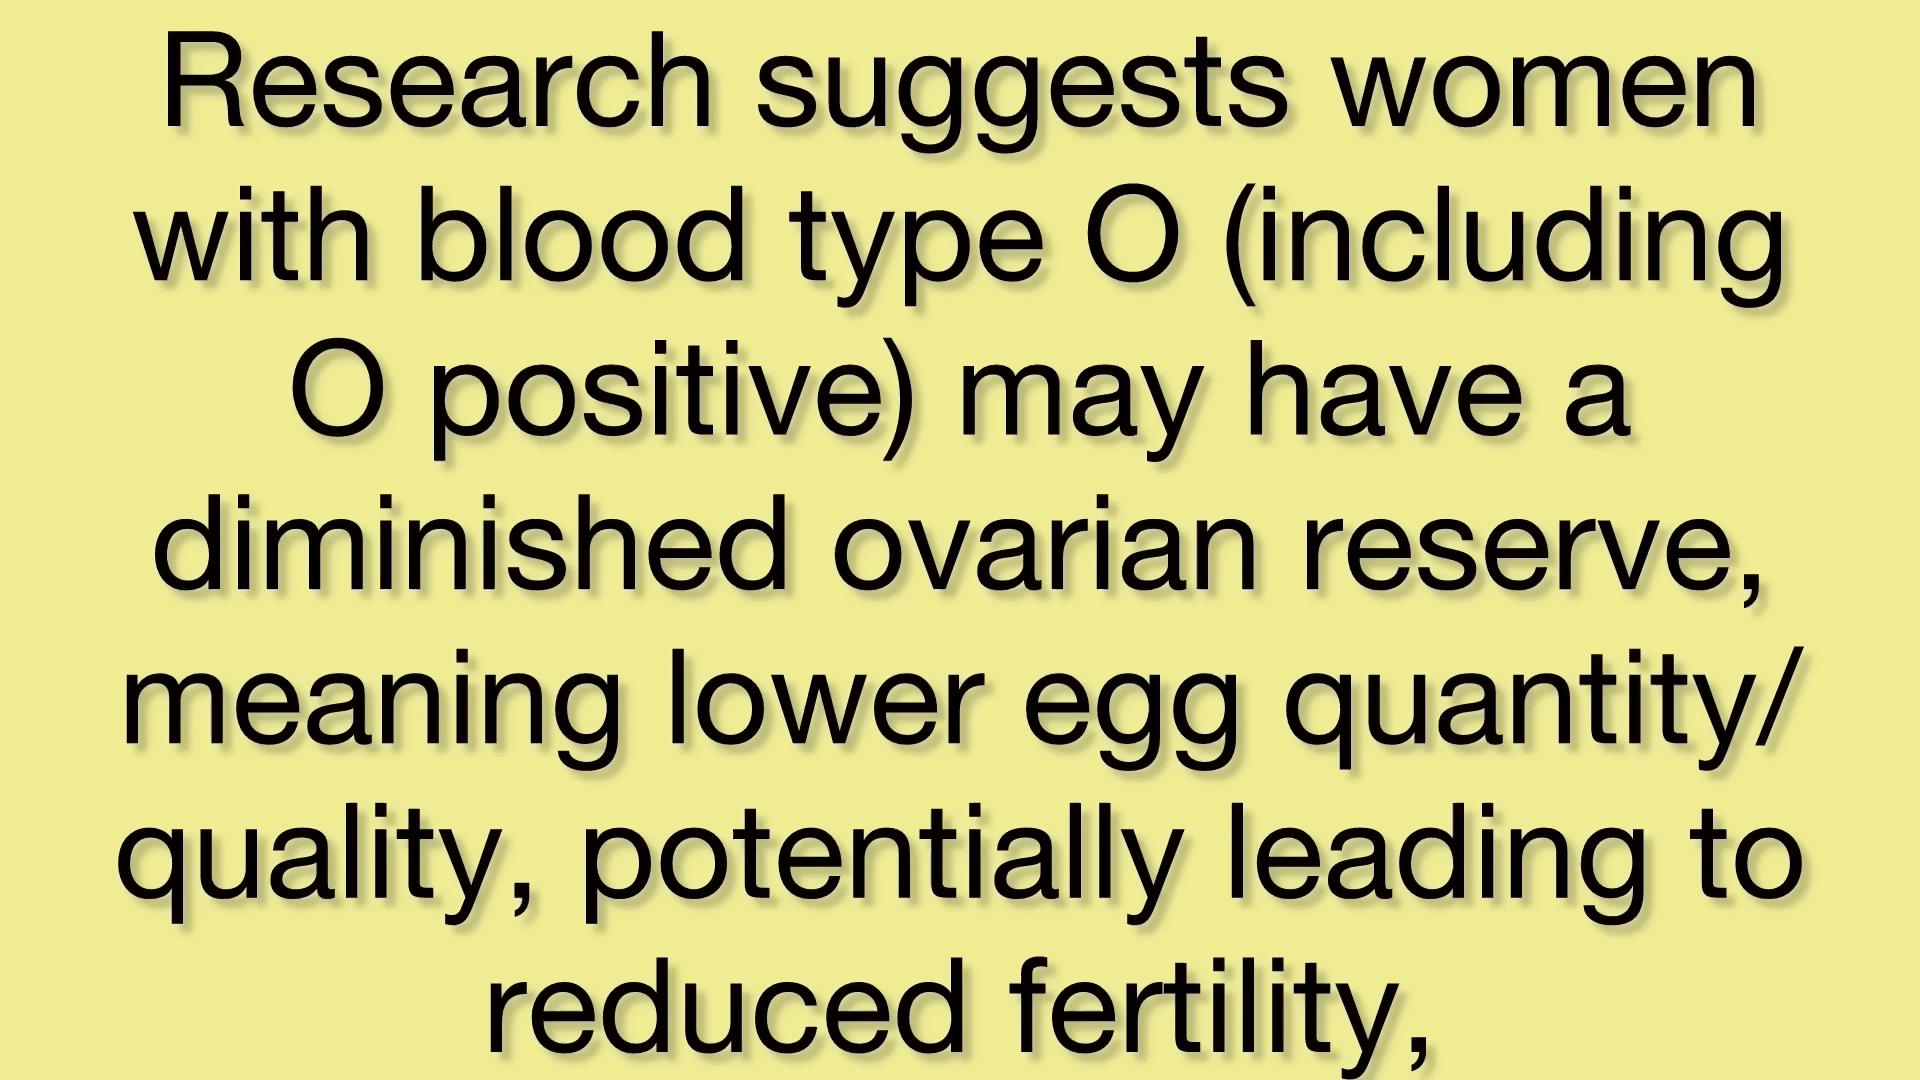 Research suggests women
with blood type O (including
O positive) may have a
diminished ovarian reserve,
meaning lower egg quantity/
quality, potentially leading to
reduced fertility,